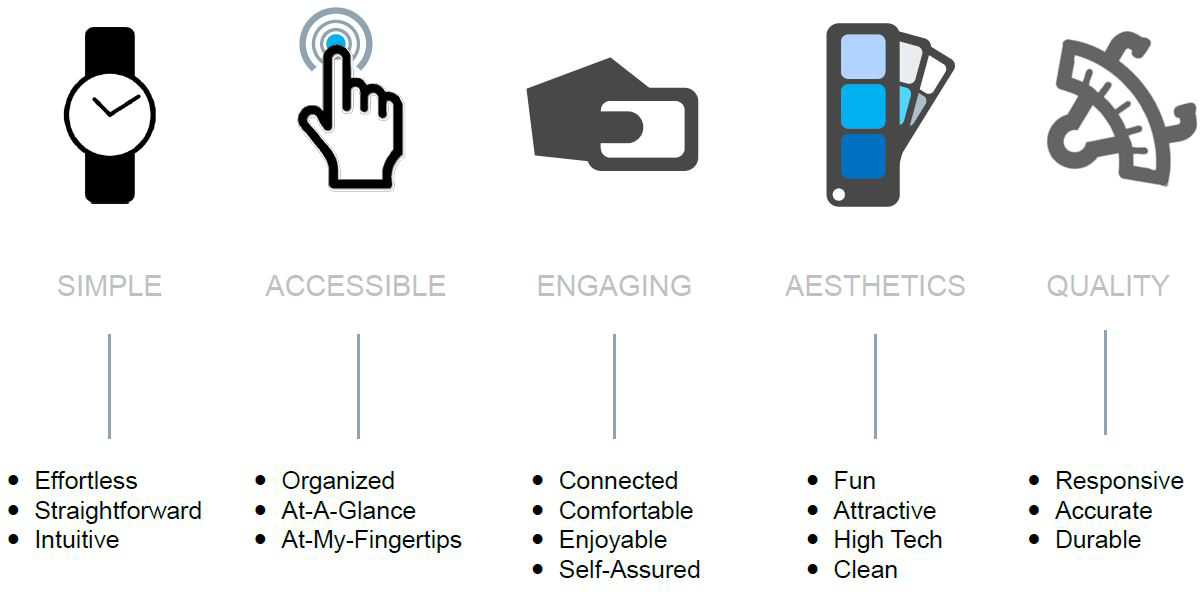 SIMPLE
ACCESSIBLE
ENGAGING
AESTHETICS
QUALITY
• Effortless
• Straightforward
• Intuitive
• Organized
• At-A-Glance
• At-My-Fingertips
• Connected
• Comfortable
• Enjoyable
• Self-Assured
• Fun
• Attractive
• High Tech
• Clean
• Responsive
• Accurate
• Durable